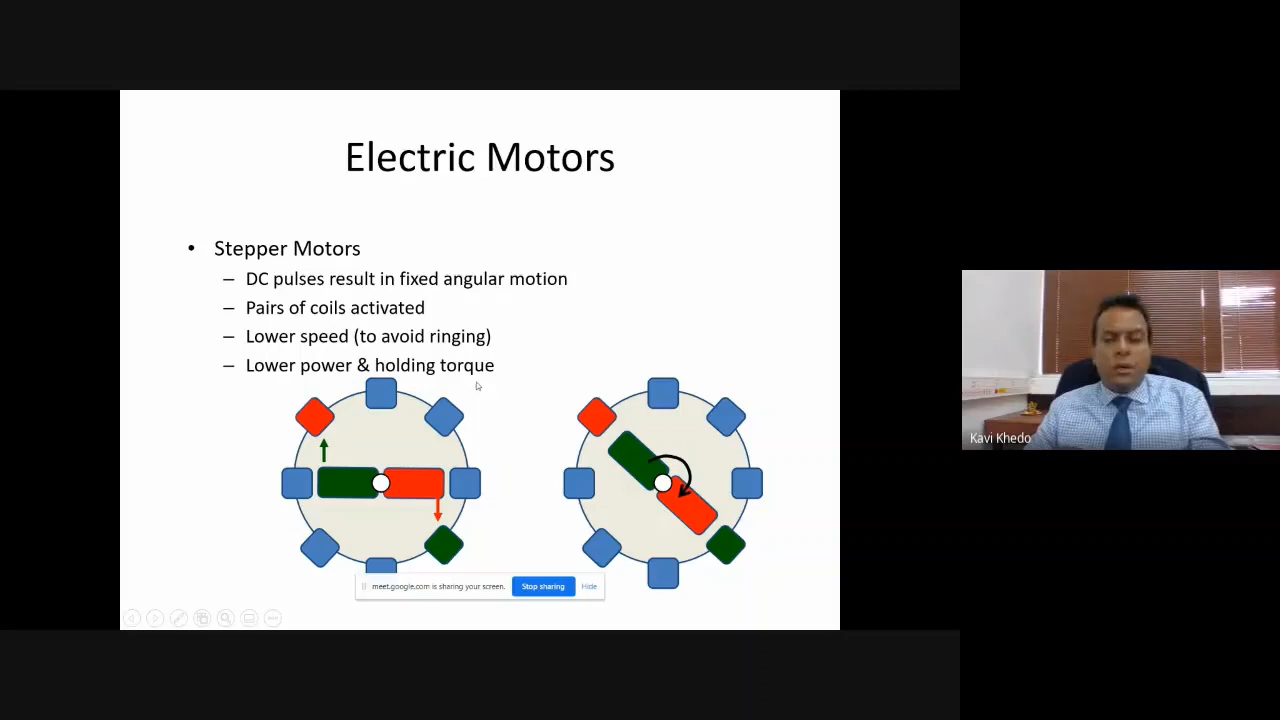 Electric Motors
• Stepper Motors
– DC pulses result in fixed angular motion
– Pairs of coils activated
– Lower speed (to avoid ringing)
– Lower power & holding torque
Kavi Khedo
meet.google.com is sharing your screen. Stop sharing Hide